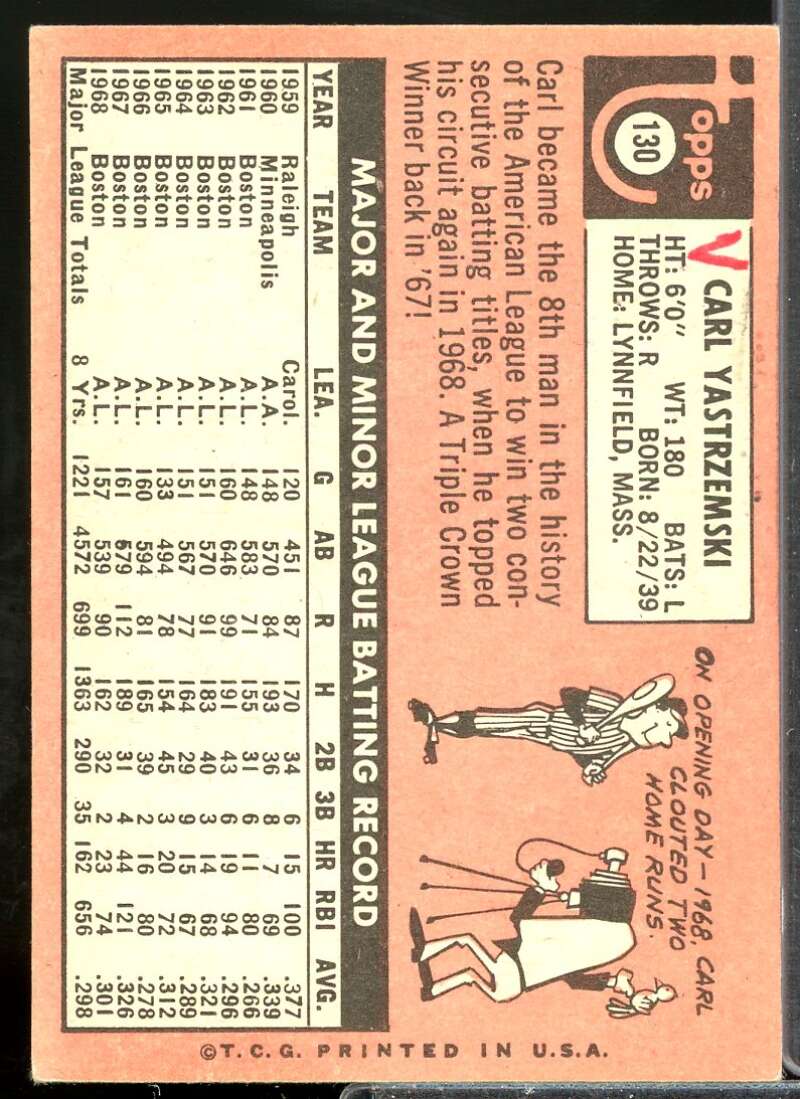 Topps
130
CARL YASTRZEMSKI
HT: 6'0" WT: 180 BATS: L
THROWS: R BORN: 8/22/39
HOME: LYNNFIELD, MASS.
ON OPENING DAY—1968, CARL
CLOUTED TWO
HOME RUNS.
Carl became the 8th man in the history
of the American League to win two con-
secutive batting titles, when he topped
his circuit again in 1968. A Triple Crown
Winner back in '67!
MAJOR AND MINOR LEAGUE BATTING RECORD
YEAR TEAM LEA. G AB R H 2B 3B HR RBI AVG.
1959 Raleigh Carol. 120 451 87 170 34 6 15 100 .377
1960 Minneapolis A.A. 148 570 84 193 36 8 7 69 .339
1961 Boston A.L. 148 583 71 155 31 6 11 80 .266
1962 Boston A.L. 160 646 99 191 43 6 19 94 .296
1963 Boston A.L. 151 570 91 183 40 3 14 68 .321
1964 Boston A.L. 151 567 77 164 29 9 15 67 .289
1965 Boston A.L. 133 494 78 154 45 3 20 72 .312
1966 Boston A.L. 160 594 81 165 39 2 16 80 .278
1967 Boston A.L. 161 579 112 189 31 4 44 121 .326
1968 Boston A.L. 157 539 90 162 32 2 23 74 .301
Major League Totals 8 Yrs. 1221 4572 699 1363 290 35 162 656 .298
©T.C.G. PRINTED IN U.S.A.